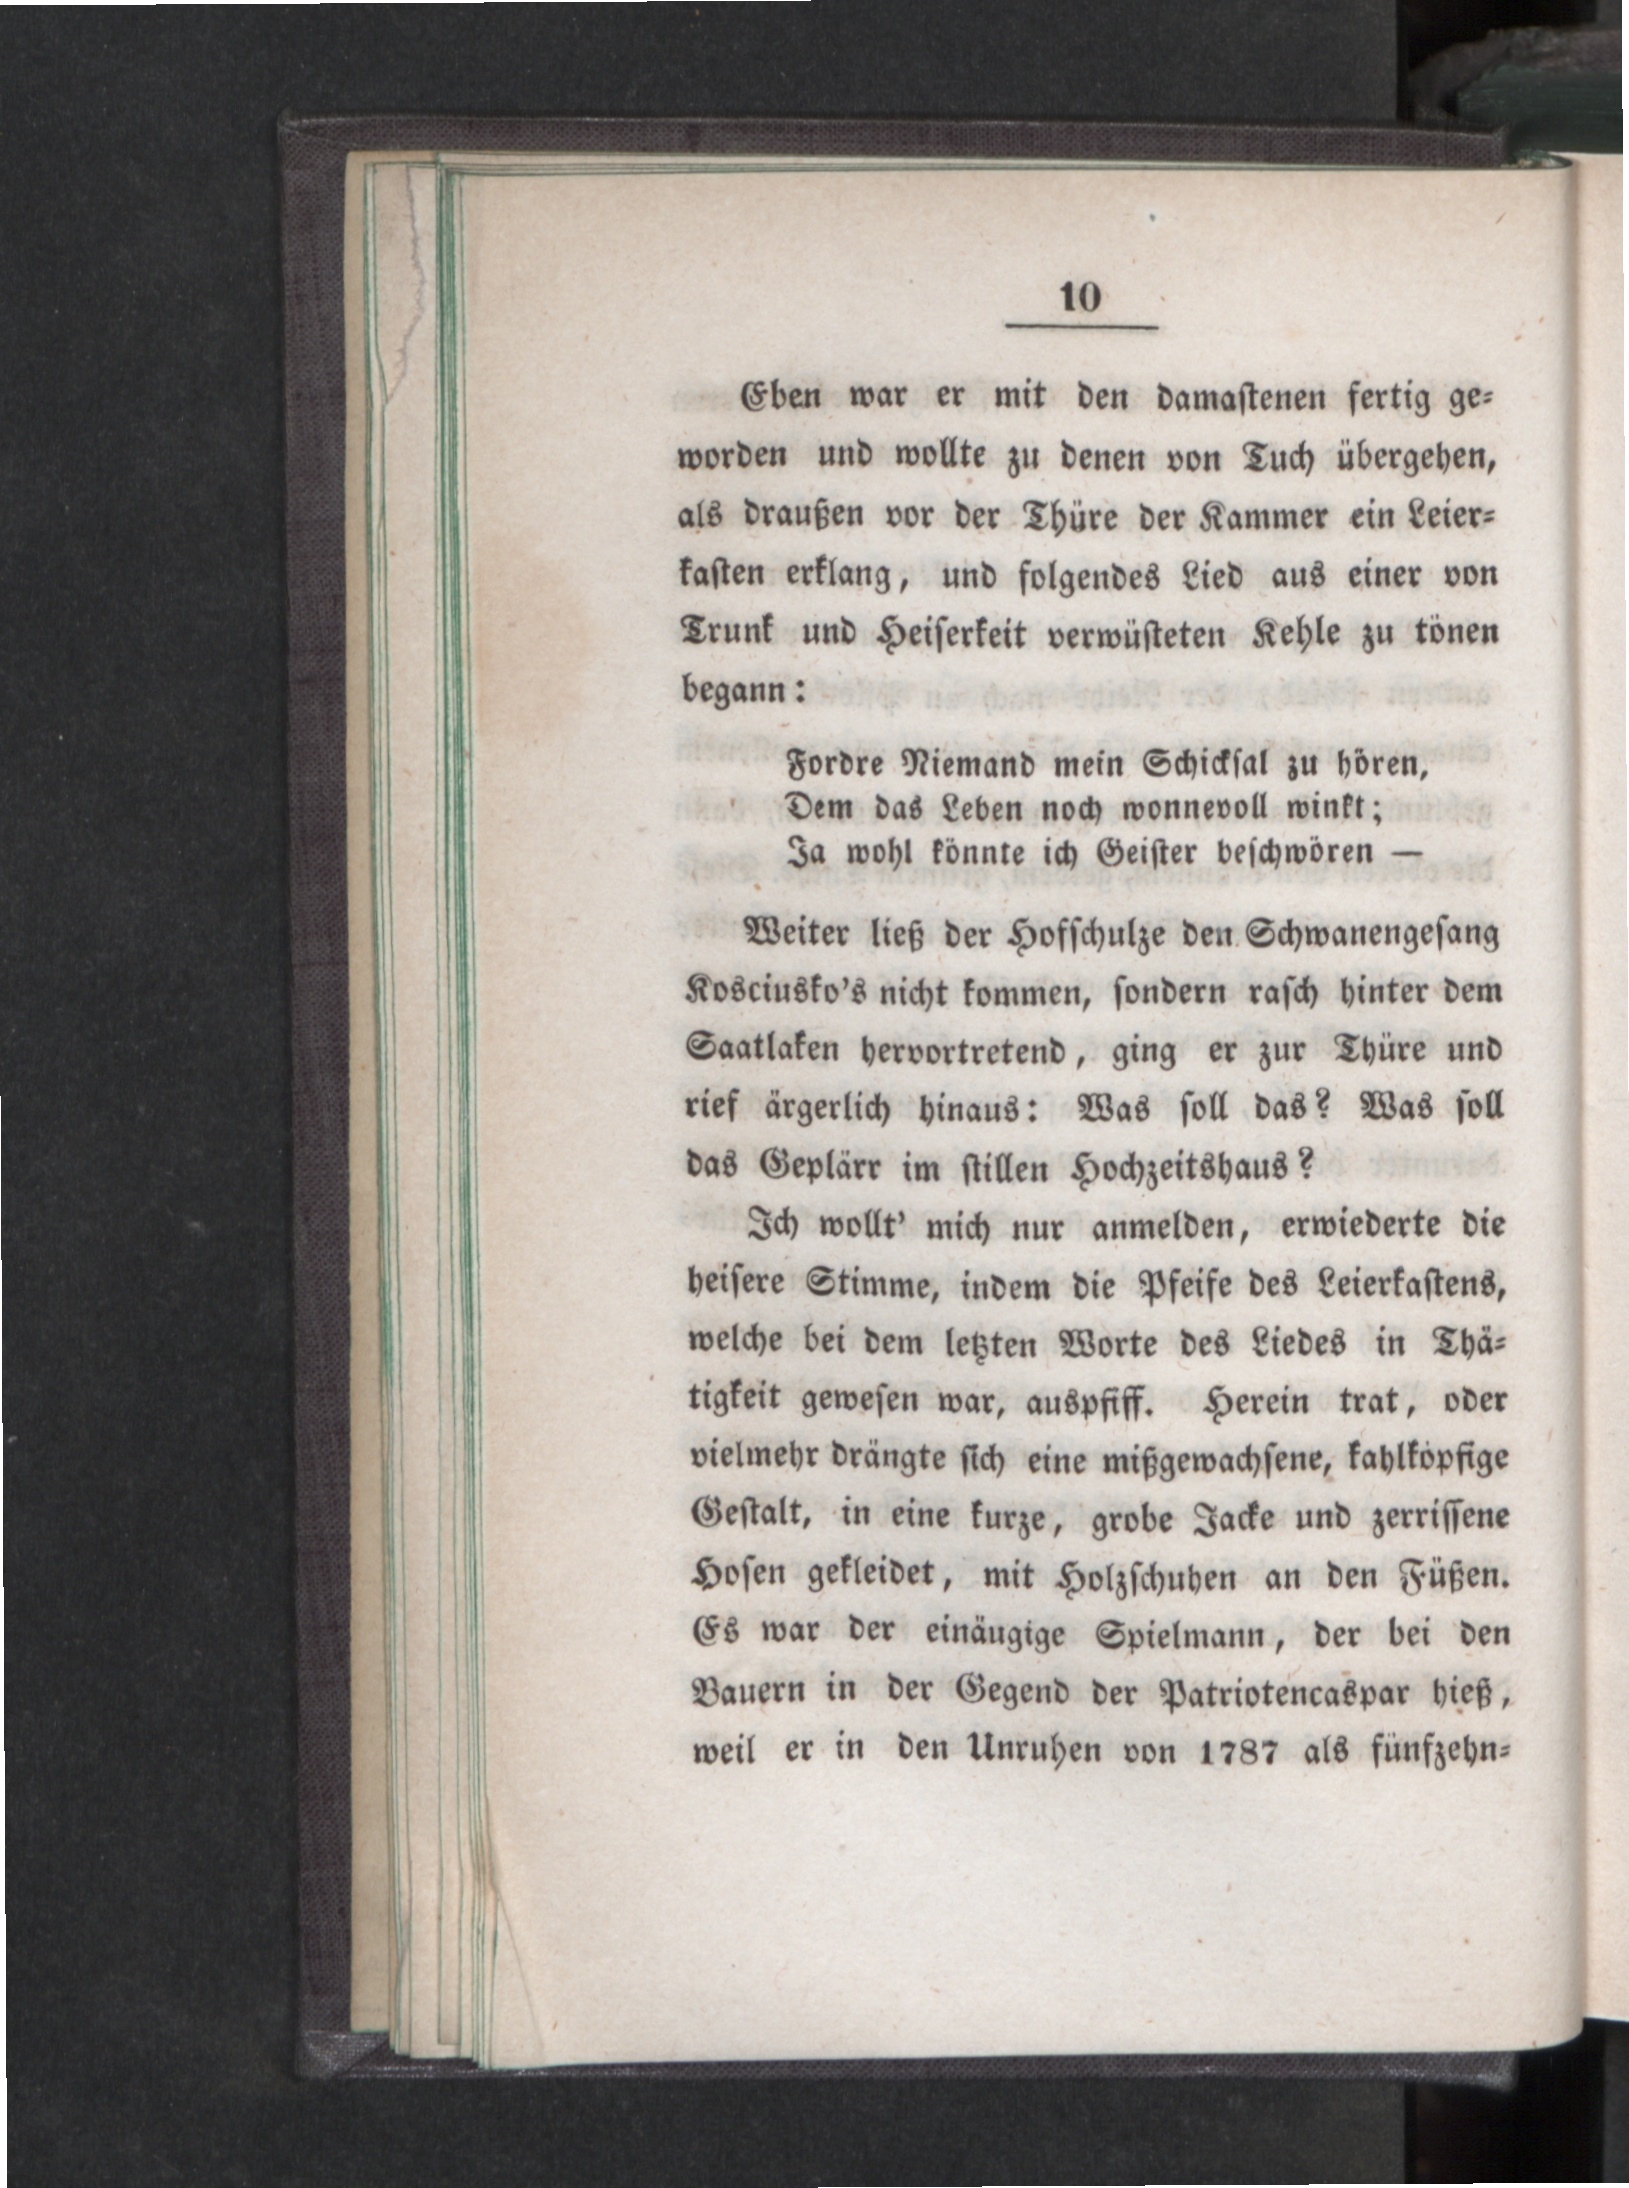 10
Eben war er mit den damaſtenen fertig ge⸗
worden und wollte zu denen von Tuch übergehen,
als draußen vor der Thüre der Kammer ein Leier⸗
kaſten erklang, und folgendes Lied aus einer von
Trunk und Heiſerkeit verwüſteten Kehle zu tönen
begann:
Fordre Niemand mein Schickſal zu hören,
Dem das Leben noch wonnevoll winkt;
Ja wohl könnte ich Geiſter beſchwören —
Weiter ließ der Hofſchulze den Schwanengeſang
Kosciusko's nicht kommen, ſondern raſch hinter dem
Saatlaken hervortretend, ging er zur Thüre und
rief ärgerlich hinaus: Was ſoll das? Was ſoll
das Geplärr im ſtillen Hochzeitshaus?
Ich wollt' mich nur anmelden, erwiederte die
heiſere Stimme, indem die Pfeife des Leierkaſtens,
welche bei dem letzten Worte des Liedes in Thä⸗
tigkeit geweſen war, auspfiff. Herein trat, oder
vielmehr drängte ſich eine mißgewachſene, kahlköpfige
Geſtalt, in eine kurze, grobe Jacke und zerriſſene
Hoſen gekleidet, mit Holzſchuhen an den Füßen.
Es war der einäugige Spielmann, der bei den
Bauern in der Gegend der Patriotencaspar hieß,
weil er in den Unruhen von 1787 als fünfzehn⸗